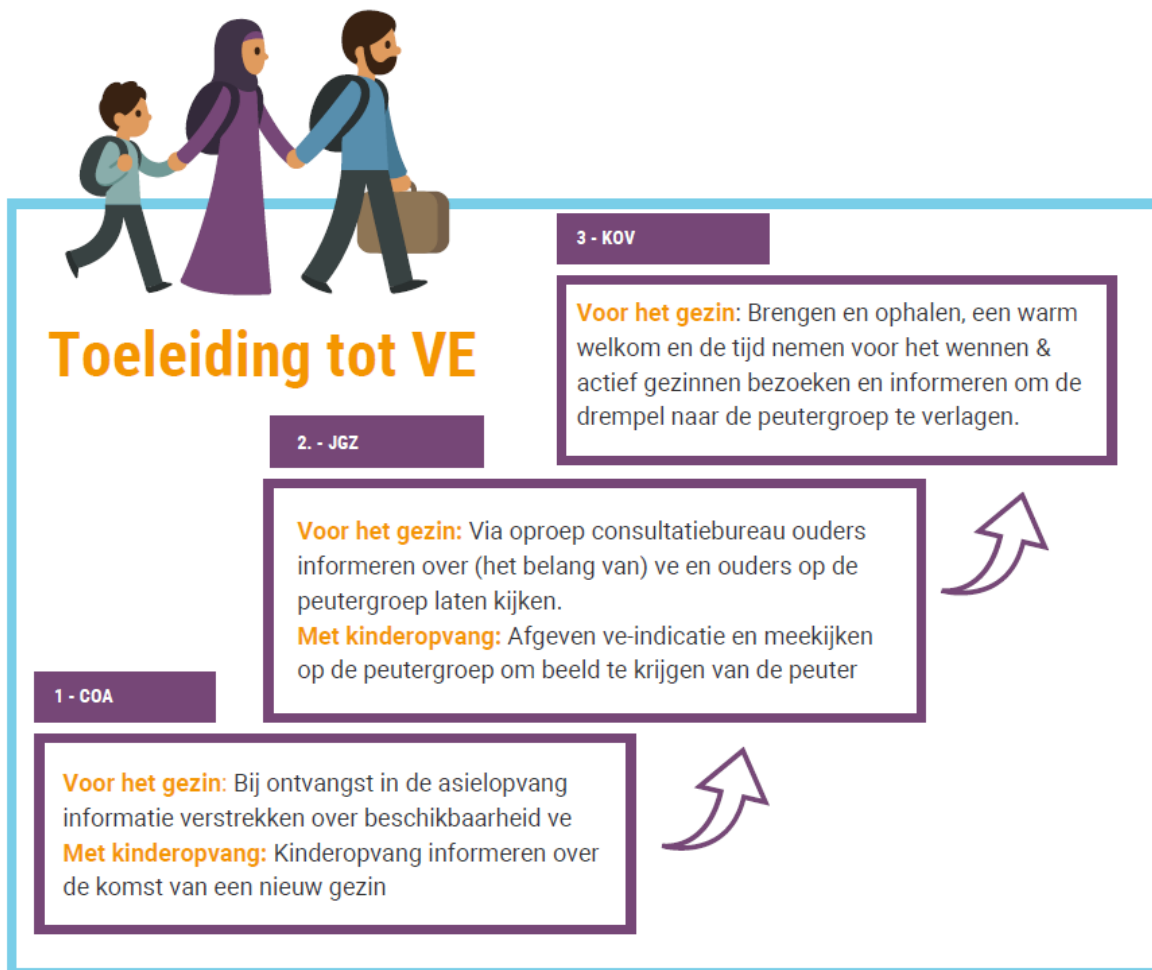 Toeleiding tot VE
3 - KOV
Voor het gezin: Brengen en ophalen, een warm
welkom en de tijd nemen voor het wennen &
actief gezinnen bezoeken en informeren om de
drempel naar de peutergroep te verlagen.
2. - JGZ
Voor het gezin: Via oproep consultatiebureau ouders
informeren over (het belang van) ve en ouders op de
peutergroep laten kijken.
Met kinderopvang: Afgeven ve-indicatie en meekijken
op de peutergroep om beeld te krijgen van de peuter
1 - COA
Voor het gezin: Bij ontvangst in de asielopvang
informatie verstrekken over beschikbaarheid ve
Met kinderopvang: Kinderopvang informeren over
de komst van een nieuw gezin